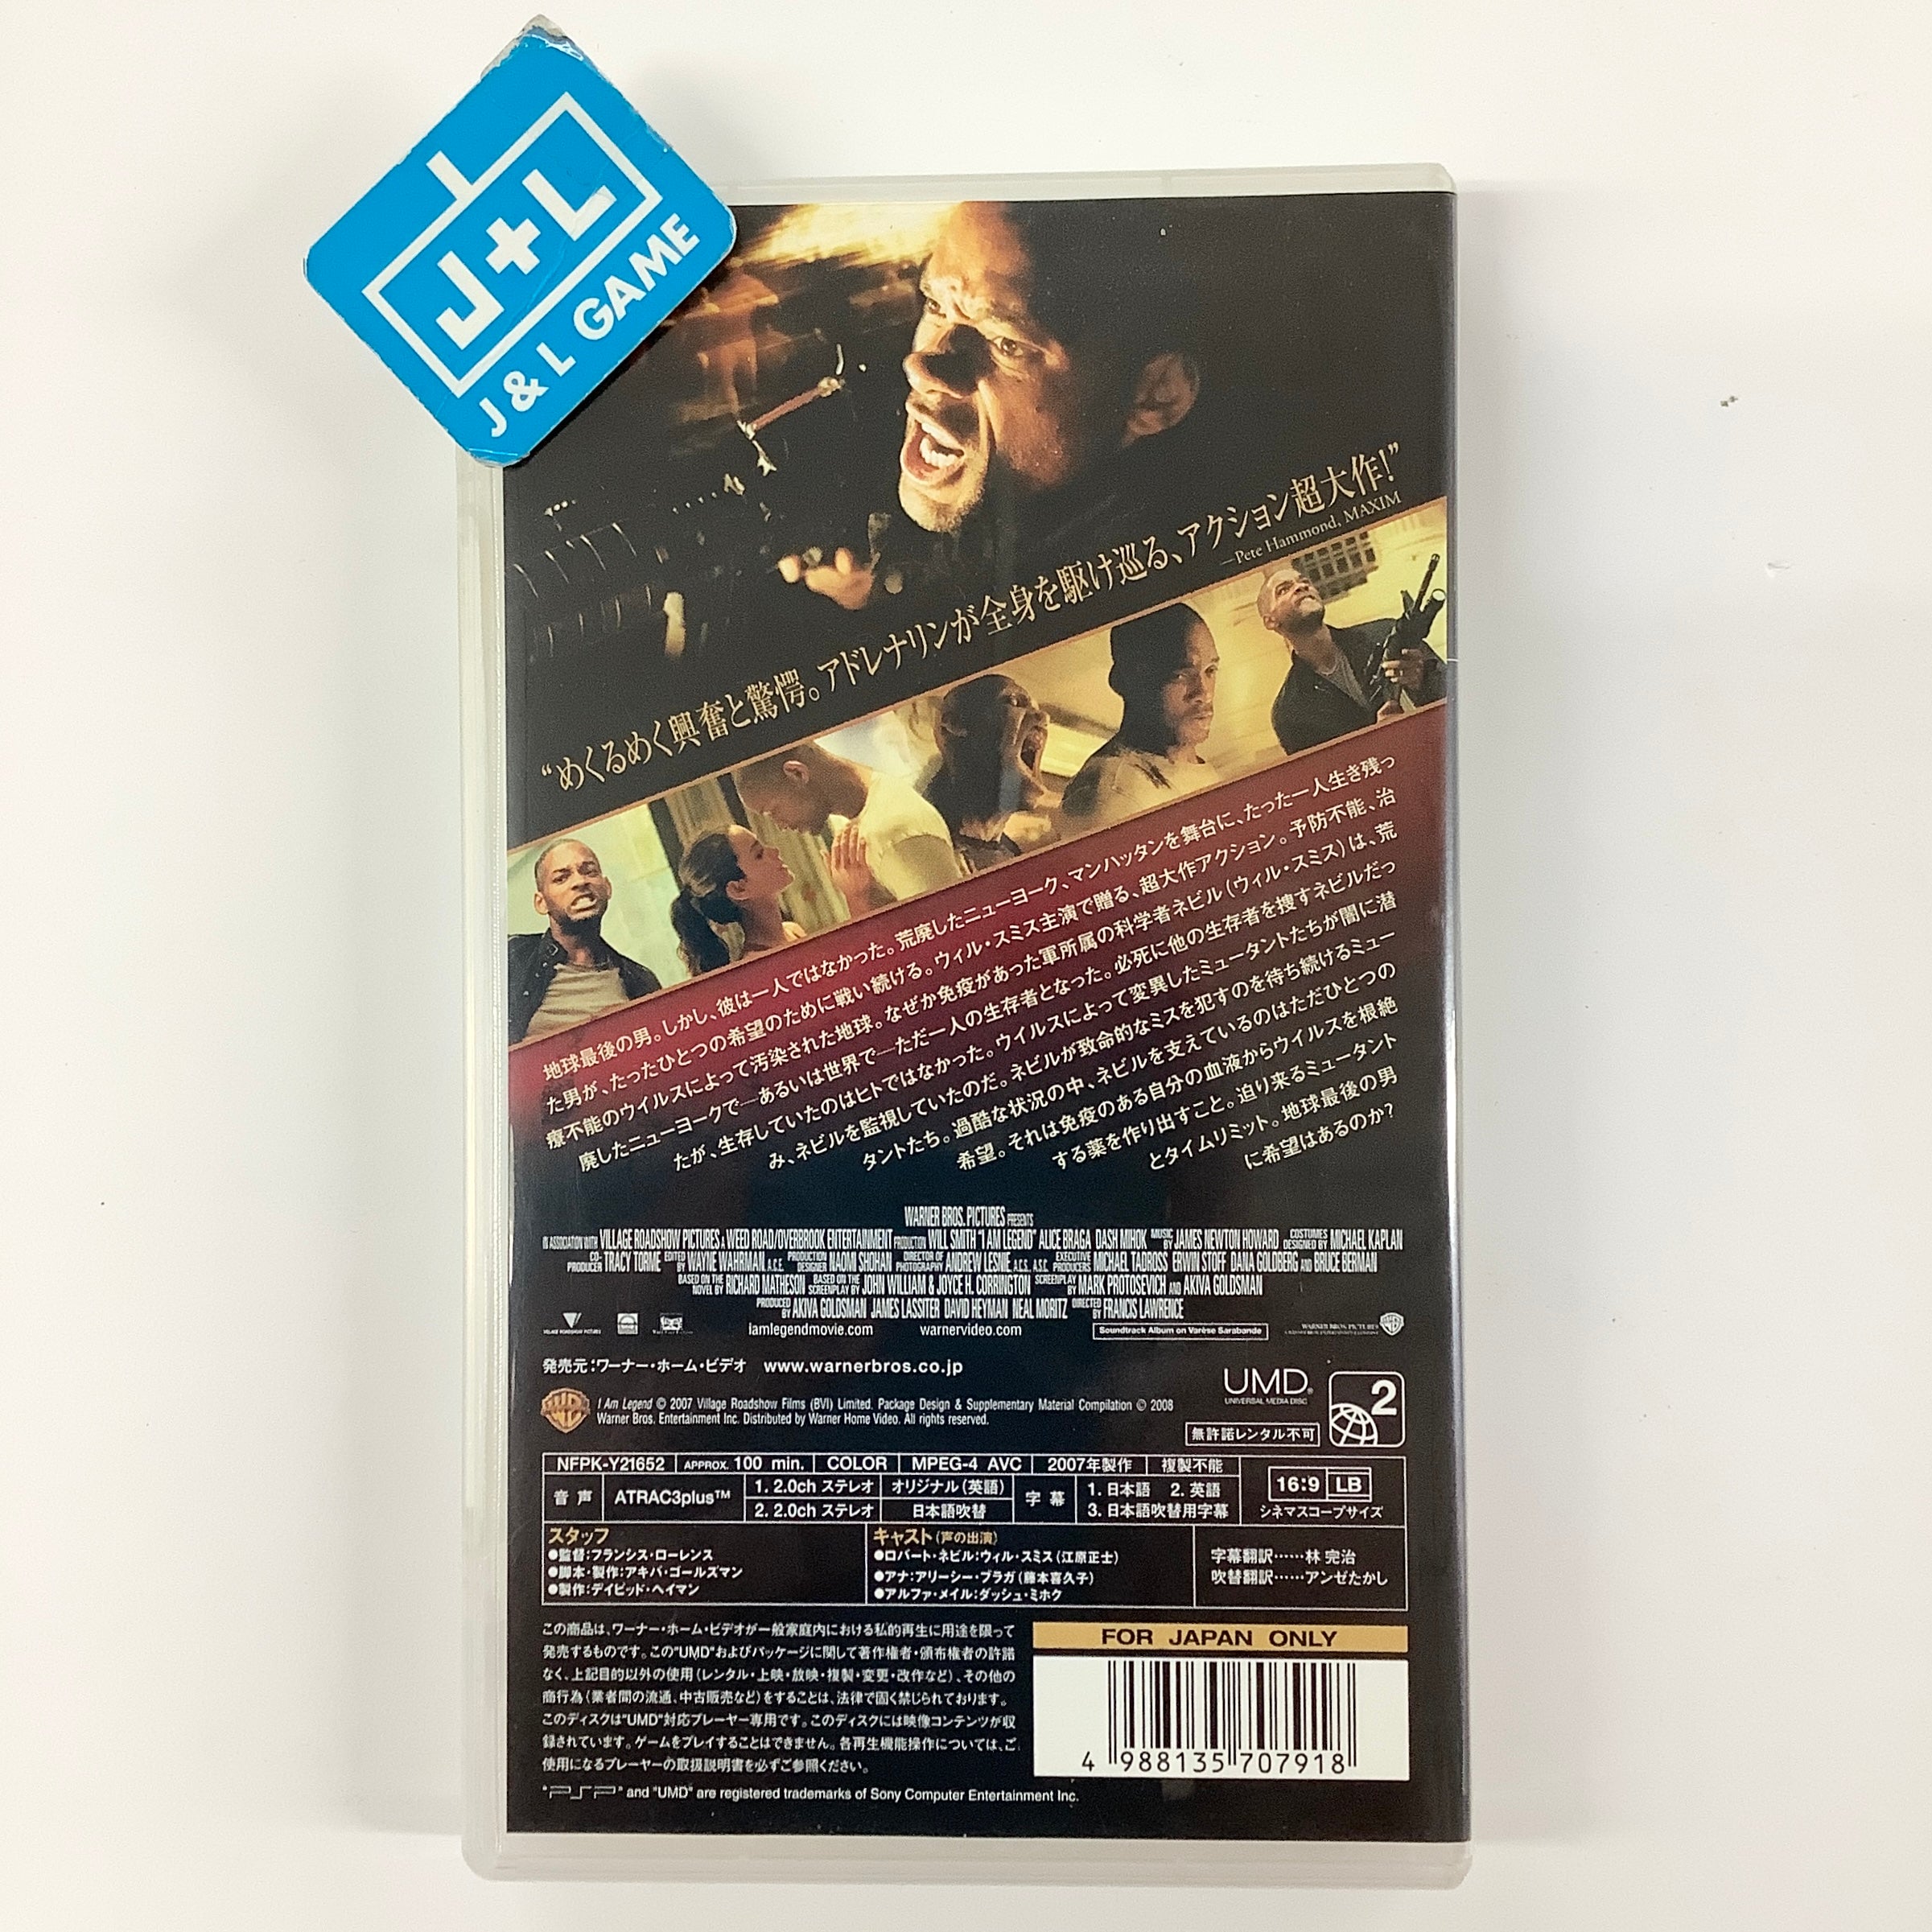 J+L
J & L GAME
“めくるめく興奮と驚愕。アドレナリンが全身を駆け巡る、アクション超大作!”
—Pete Hammond, MAXIM
地球最後の男。しかし、彼は一人ではなかった。荒廃したニューヨーク、マンハッタンを舞台に、たった一人生き残っ
た男が、たったひとつの希望のために戦い続ける。ウィル・スミス主演で贈る、超大作アクション。予防不能、治
療不能のウイルスによって汚染された地球。なぜか免疫があった軍所属の科学者ネビル(ウィル・スミス)は、荒
廃したニューヨークで―あるいは世界で―ただ一人の生存者となった。必死に他の生存者を捜すネビルだっ
たが、生存していたのはヒトではなかった。ウイルスによって変異したミュータントたちが闇に潜
み、ネビルを監視していたのだ。ネビルが致命的なミスを犯すのを待ち続けるミュー
タントたち。過酷な状況の中、ネビルを支えているのはただひとつの
希望。それは免疫のある自分の血液からウイルスを根絶
する薬を作り出すこと。迫り来るミュータント
とタイムリミット。地球最後の男
に希望はあるのか?
WARNER BROS. PICTURES PRESENTS
IN ASSOCIATION WITH VILLAGE ROADSHOW PICTURES A WEED ROAD/OVERBROOK ENTERTAINMENT PRODUCTION WILL SMITH "I AM LEGEND" ALICE BRAGA DASH MIHOK MUSIC BY JAMES NEWTON HOWARD COSTUMES DESIGNED BY MICHAEL KAPLAN
CO-PRODUCER TRACY TORME EDITED BY WAYNE WAHRMAN, A.C.E. PRODUCTION DESIGNER NAOMI SHOHAN DIRECTOR OF PHOTOGRAPHY ANDREW LESNIE, A.C.S., A.S.C. EXECUTIVE PRODUCERS MICHAEL TADROSS ERWIN STOFF DANA GOLDBERG AND BRUCE BERMAN
BASED ON THE NOVEL BY RICHARD MATHESON BASED ON THE SCREENPLAY BY JOHN WILLIAM & JOYCE H. CORRINGTON SCREENPLAY BY MARK PROTOSEVICH AND AKIVA GOLDSMAN
PRODUCED BY AKIVA GOLDSMAN JAMES LASSITER DAVID HEYMAN NEAL MORITZ DIRECTED BY FRANCIS LAWRENCE
VILLAGE ROADSHOW PICTURES iamlegendmovie.com warnervideo.com Soundtrack Album on Varèse Sarabande WARNER BROS. PICTURES
発売元:ワーナー・ホーム・ビデオ www.warnerbros.co.jp
UMD®
UNIVERSAL MEDIA DISC
2
I Am Legend © 2007 Village Roadshow Films (BVI) Limited. Package Design & Supplementary Material Compilation © 2008
Warner Bros. Entertainment Inc. Distributed by Warner Home Video. All rights reserved.
無許諾レンタル不可
NFPK-Y21652 APPROX. 100 min. COLOR MPEG-4 AVC 2007年製作 複製不能
音声 ATRAC3plus™ 1. 2.0ch ステレオ オリジナル(英語) 字幕 1. 日本語 2. 英語 16:9 LB
2. 2.0ch ステレオ 日本語吹替 3. 日本語吹替用字幕 シネマスコープサイズ
スタッフ
●監督:フランシス・ローレンス
●脚本・製作:アキバ・ゴールズマン
●製作:デイビッド・ヘイマン
キャスト(声の出演)
●ロバート・ネビル:ウィル・スミス(江原正士)
●アナ:アリーシー・ブラガ(藤本喜久子)
●アルファ・メイル:ダッシュ・ミホク
字幕翻訳……林 完治
吹替翻訳……アンゼたかし
この商品は、ワーナー・ホーム・ビデオが一般家庭内における私的再生に用途を限って
発売するものです。この"UMD"およびパッケージに関して著作権者・頒布権者の許諾
なく、上記目的以外の使用(レンタル・上映・放映・複製・変更・改作など)、その他の
商行為(業者間の流通、中古販売など)をすることは、法律で固く禁じられております。
このディスクは"UMD"対応プレーヤー専用です。このディスクには映像コンテンツが収
録されています。ゲームをプレイすることはできません。各再生機能操作については、ご
使用になるプレーヤーの取扱説明書を必ずご参照ください。
FOR JAPAN ONLY
4 988135 707918
"PSP" and "UMD" are registered trademarks of Sony Computer Entertainment Inc.